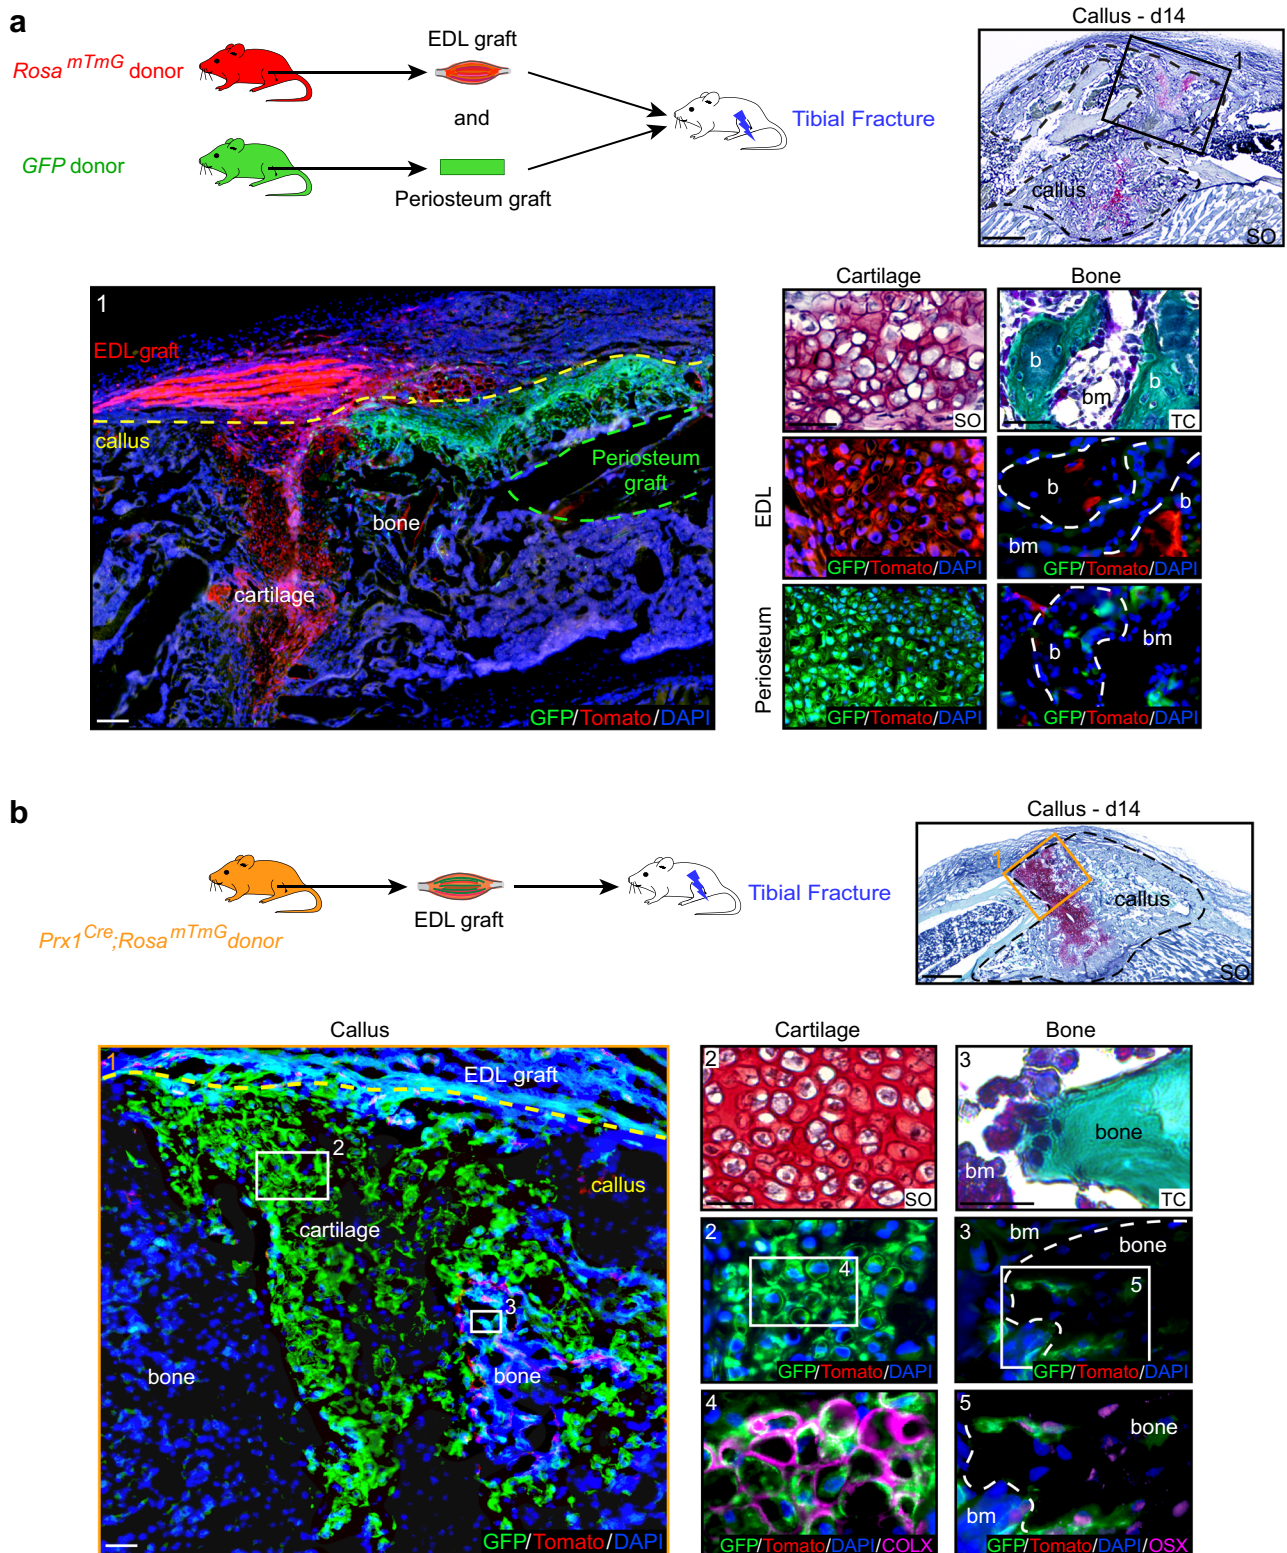 a
Rosa mTmG donor
EDL graft
and
GFP donor
Periosteum graft
Tibial Fracture
Callus - d14
1
callus
SO
1
EDL graft
callus
Periosteum
graft
bone
cartilage
GFP/Tomato/DAPI
Cartilage
Bone
SO
b
b
bm
TC
EDL
GFP/Tomato/DAPI
b
b
bm
GFP/Tomato/DAPI
Periosteum
GFP/Tomato/DAPI
b
bm
GFP/Tomato/DAPI
b
Prx1Cre;Rosa mTmG donor
EDL graft
Tibial Fracture
Callus - d14
1
callus
SO
Callus
1
EDL graft
2
callus
cartilage
3
bone
bone
GFP/Tomato/DAPI
Cartilage
Bone
2
SO
3
bone
bm
TC
2
4
GFP/Tomato/DAPI
3
bm
bone
5
GFP/Tomato/DAPI
4
GFP/Tomato/DAPI/COLX
5
bone
bm
GFP/Tomato/DAPI/OSX